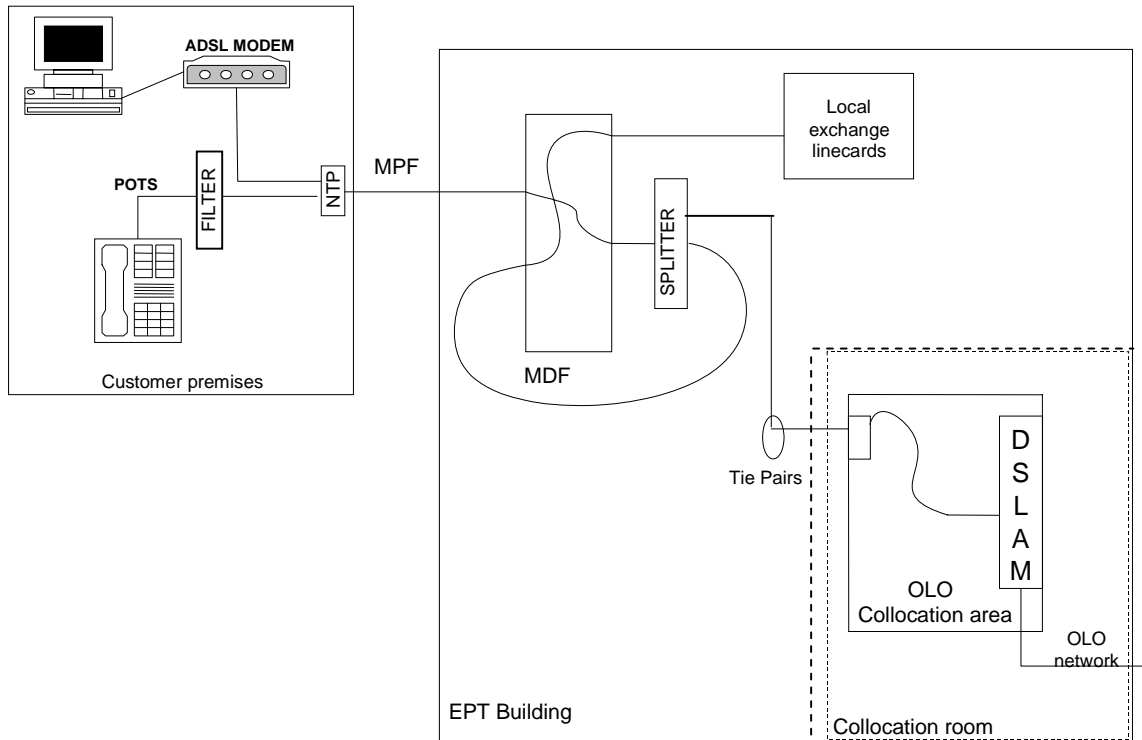 ADSL MODEM
POTS
FILTER
NTP
Customer premises
MPF
MDF
SPLITTER
Local
exchange
linecards
Tie Pairs
D
S
L
A
M
OLO
Collocation area
OLO
network
EPT Building
Collocation room